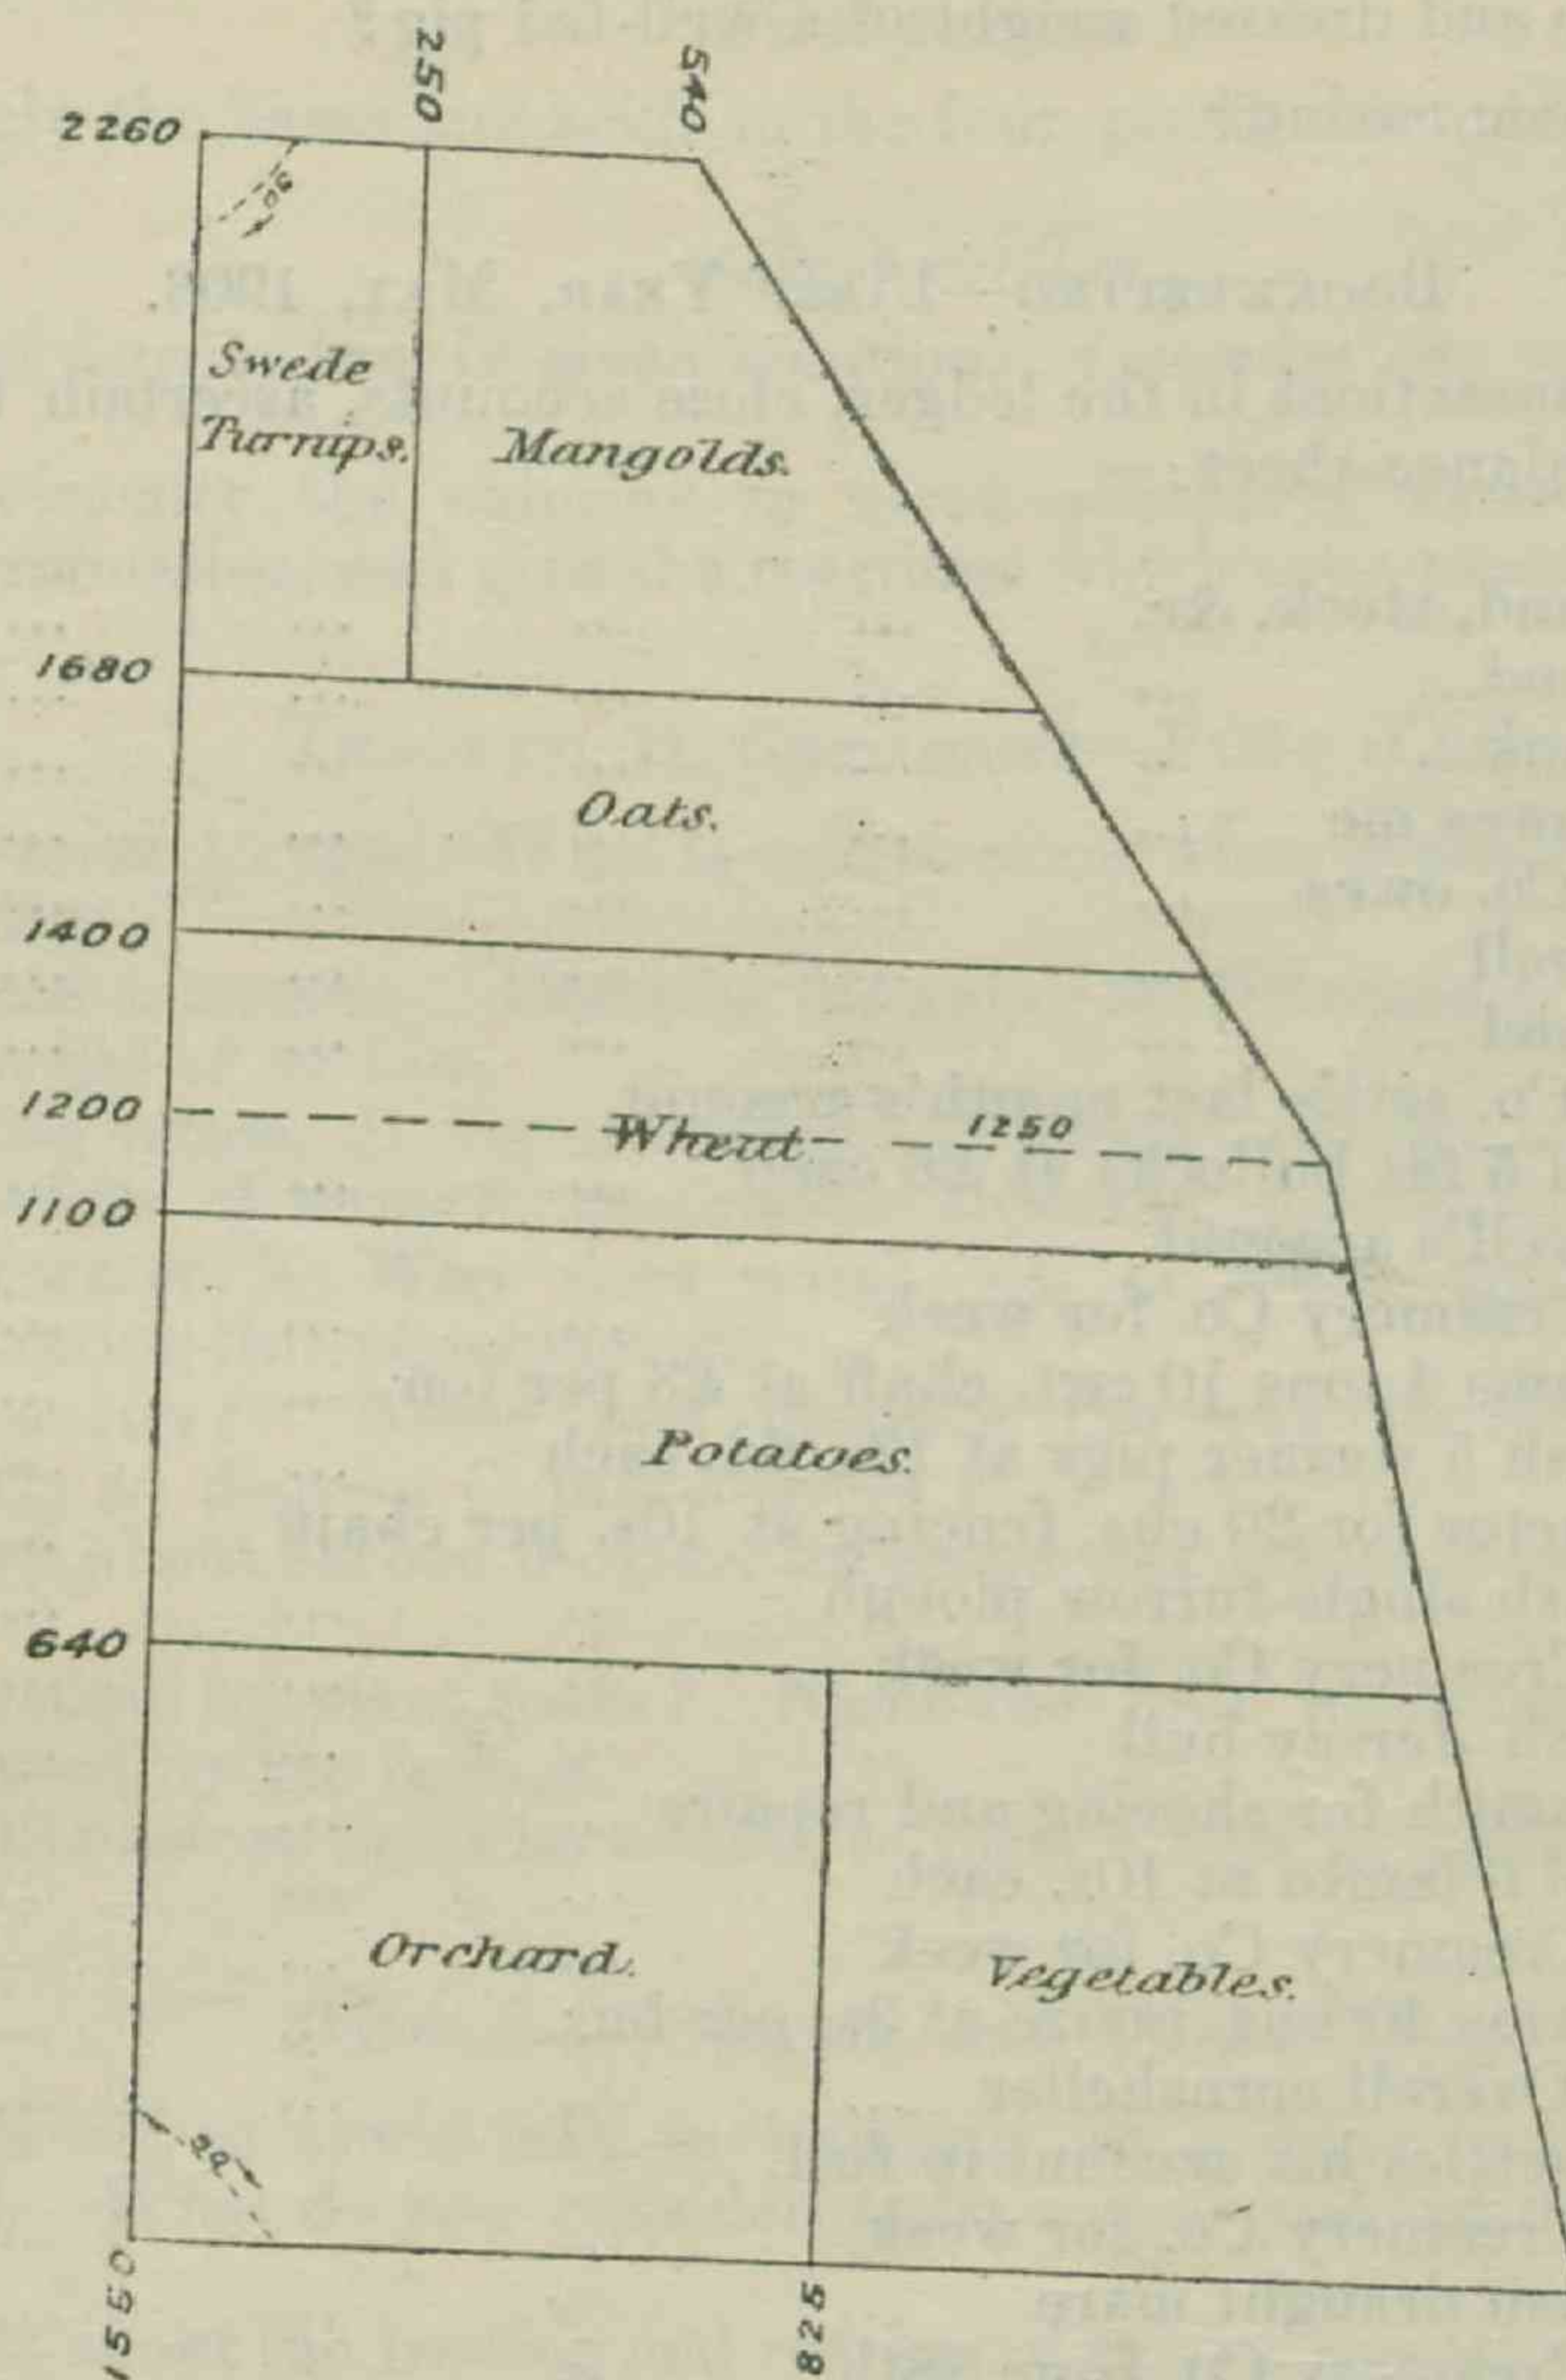 250
540
2260
90
Swede
Turnips.
Mangolds.
1680
Oats.
1400
1200
Wheat
1250
1100
Potatoes.
640
Orchard.
Vegetables.
1550
825